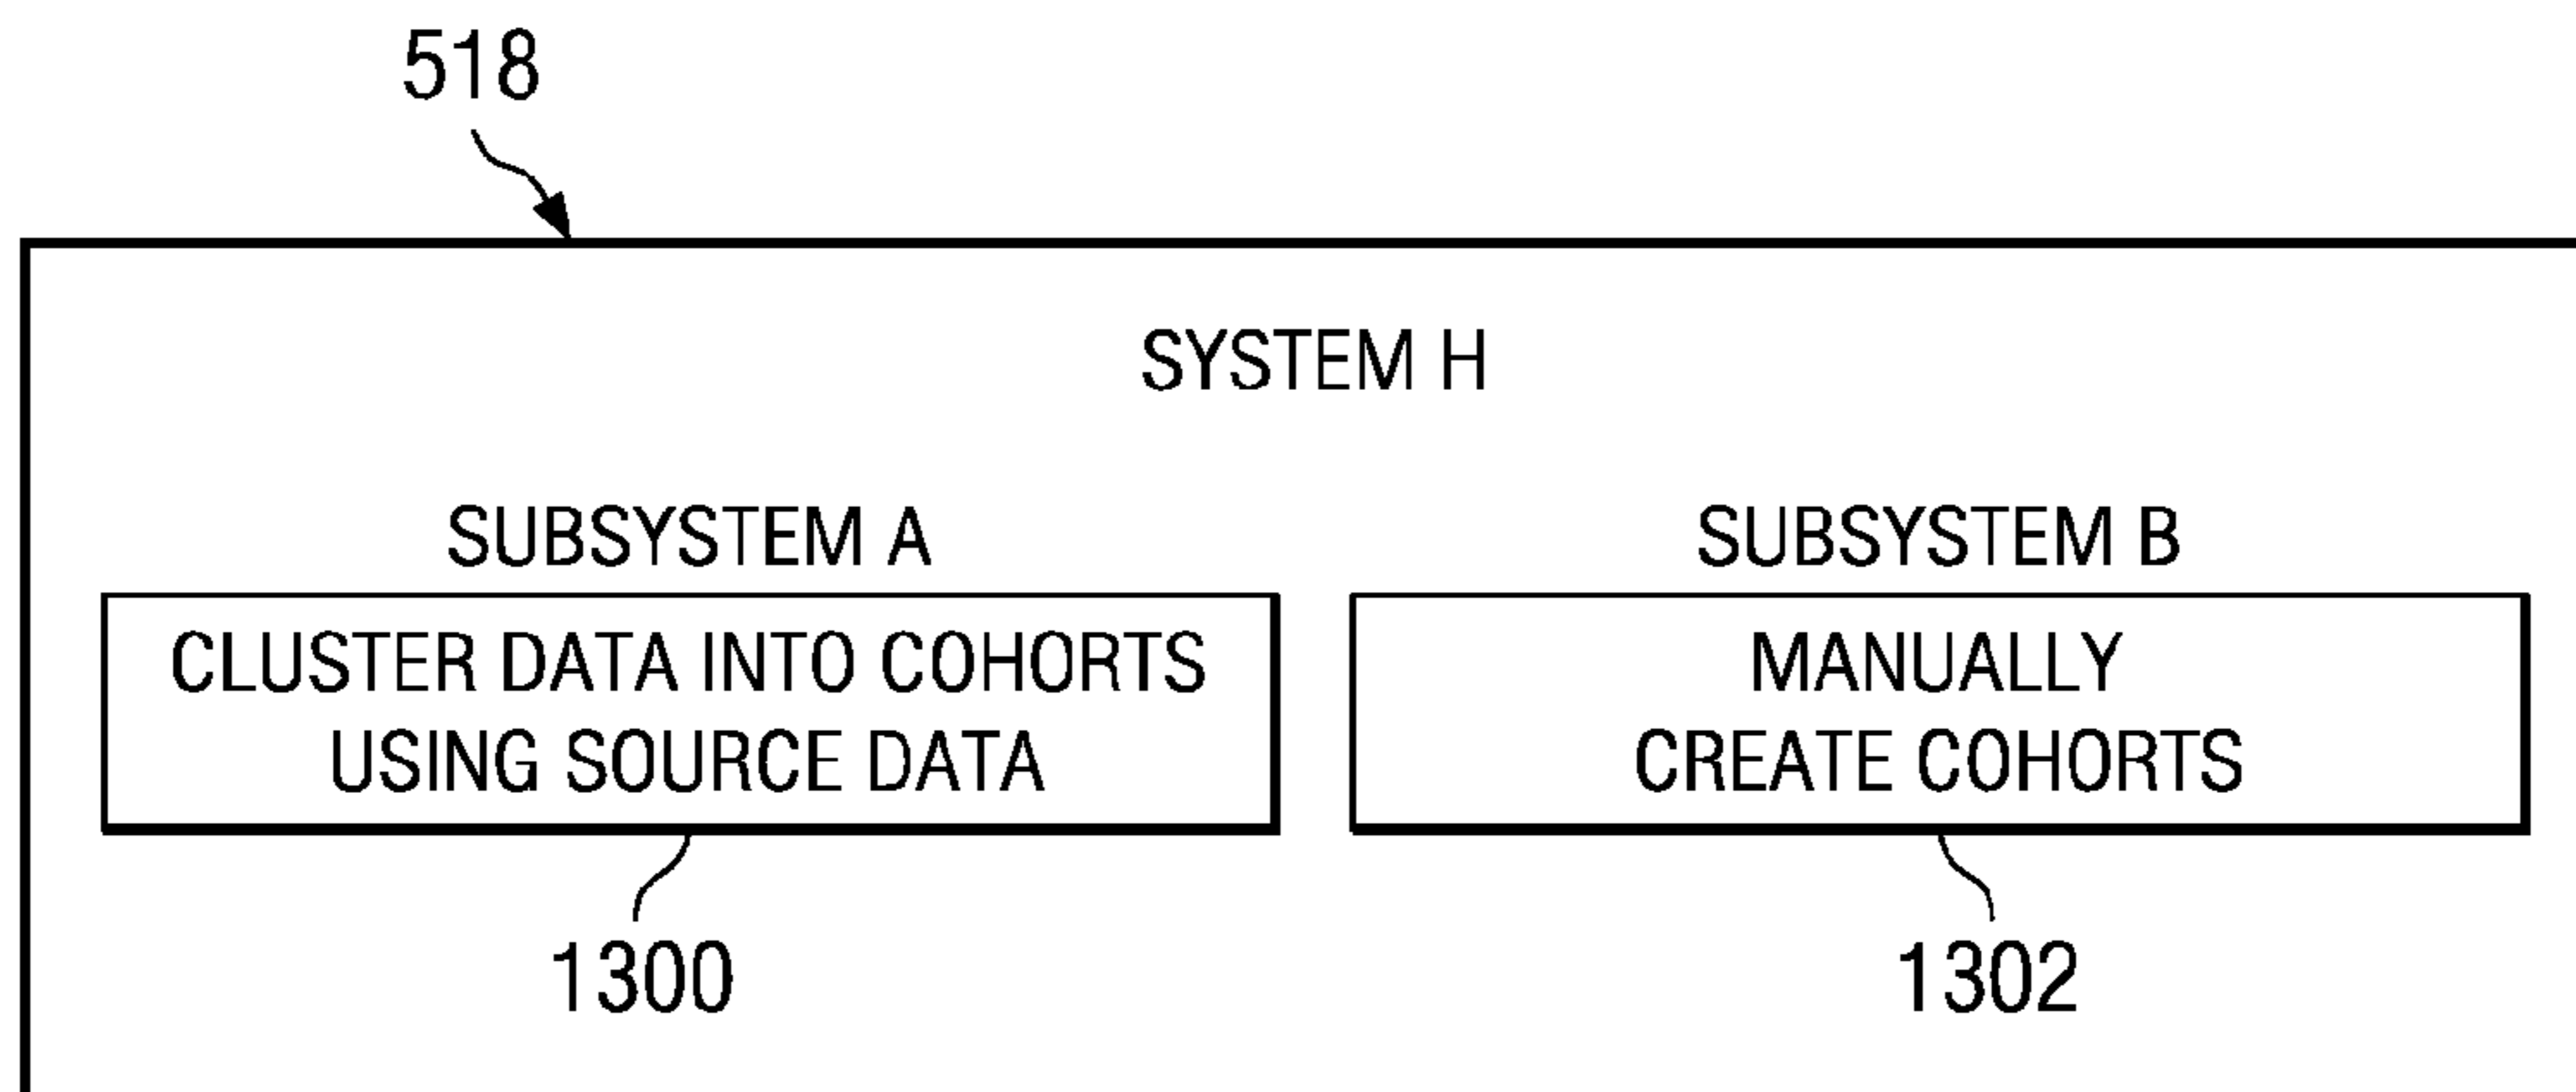 518
SYSTEM H
SUBSYSTEM A
CLUSTER DATA INTO COHORTS
USING SOURCE DATA
1300
SUBSYSTEM B
MANUALLY
CREATE COHORTS
1302